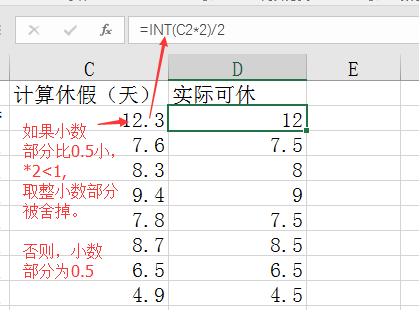 =INT(C2*2)/2
C D E
计算休假（天） 实际可休
12.3 12
7.6 7.5
8.3 8
9.4 9
7.8 7.5
8.7 8.5
6.5 6.5
4.9 4.5
如果小数
部分比0.5小，
*2<1,
取整小数部分
被舍掉。
否则，小数
部分为0.5